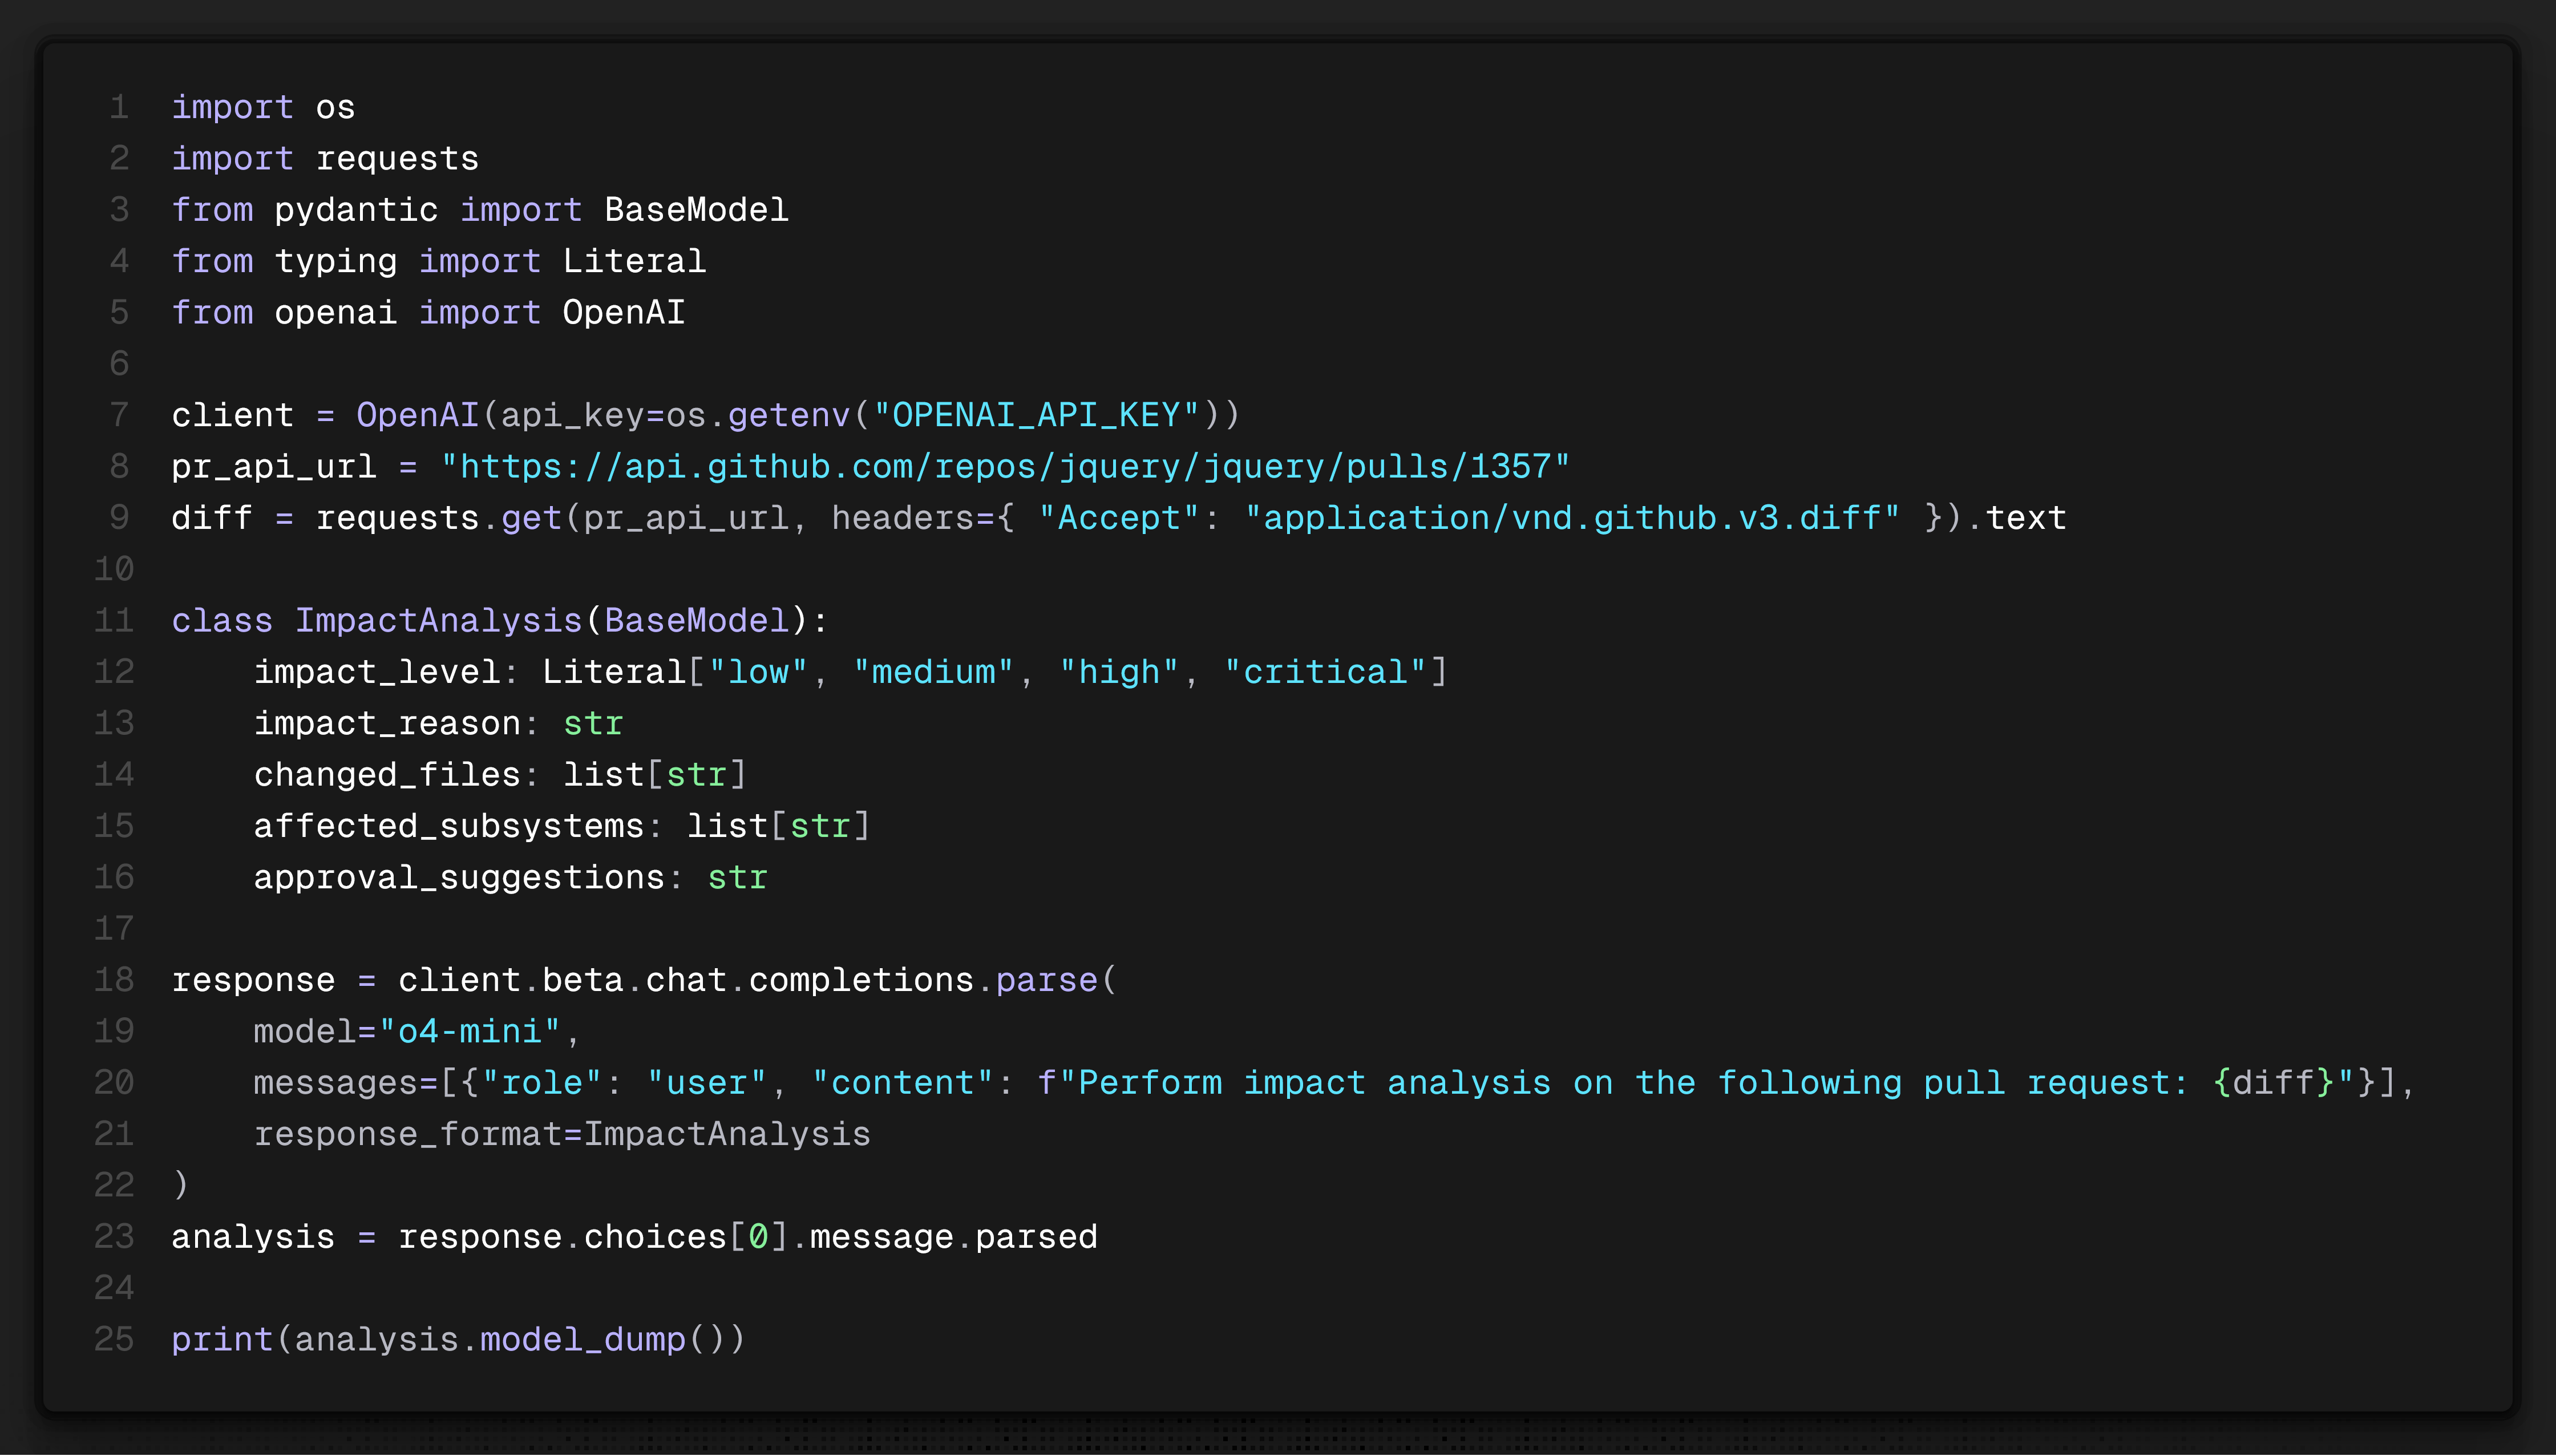 1 import os
2 import requests
3 from pydantic import BaseModel
4 from typing import Literal
5 from openai import OpenAI
6
7 client = OpenAI(api_key=os.getenv("OPENAI_API_KEY"))
8 pr_api_url = "https://api.github.com/repos/jquery/jquery/pulls/1357"
9 diff = requests.get(pr_api_url, headers={ "Accept": "application/vnd.github.v3.diff" }).text
10
11 class ImpactAnalysis(BaseModel):
12     impact_level: Literal["low", "medium", "high", "critical"]
13     impact_reason: str
14     changed_files: list[str]
15     affected_subsystems: list[str]
16     approval_suggestions: str
17
18 response = client.beta.chat.completions.parse(
19     model="o4-mini",
20     messages=[{"role": "user", "content": f"Perform impact analysis on the following pull request: {diff}"}],
21     response_format=ImpactAnalysis
22 )
23 analysis = response.choices[0].message.parsed
24
25 print(analysis.model_dump())